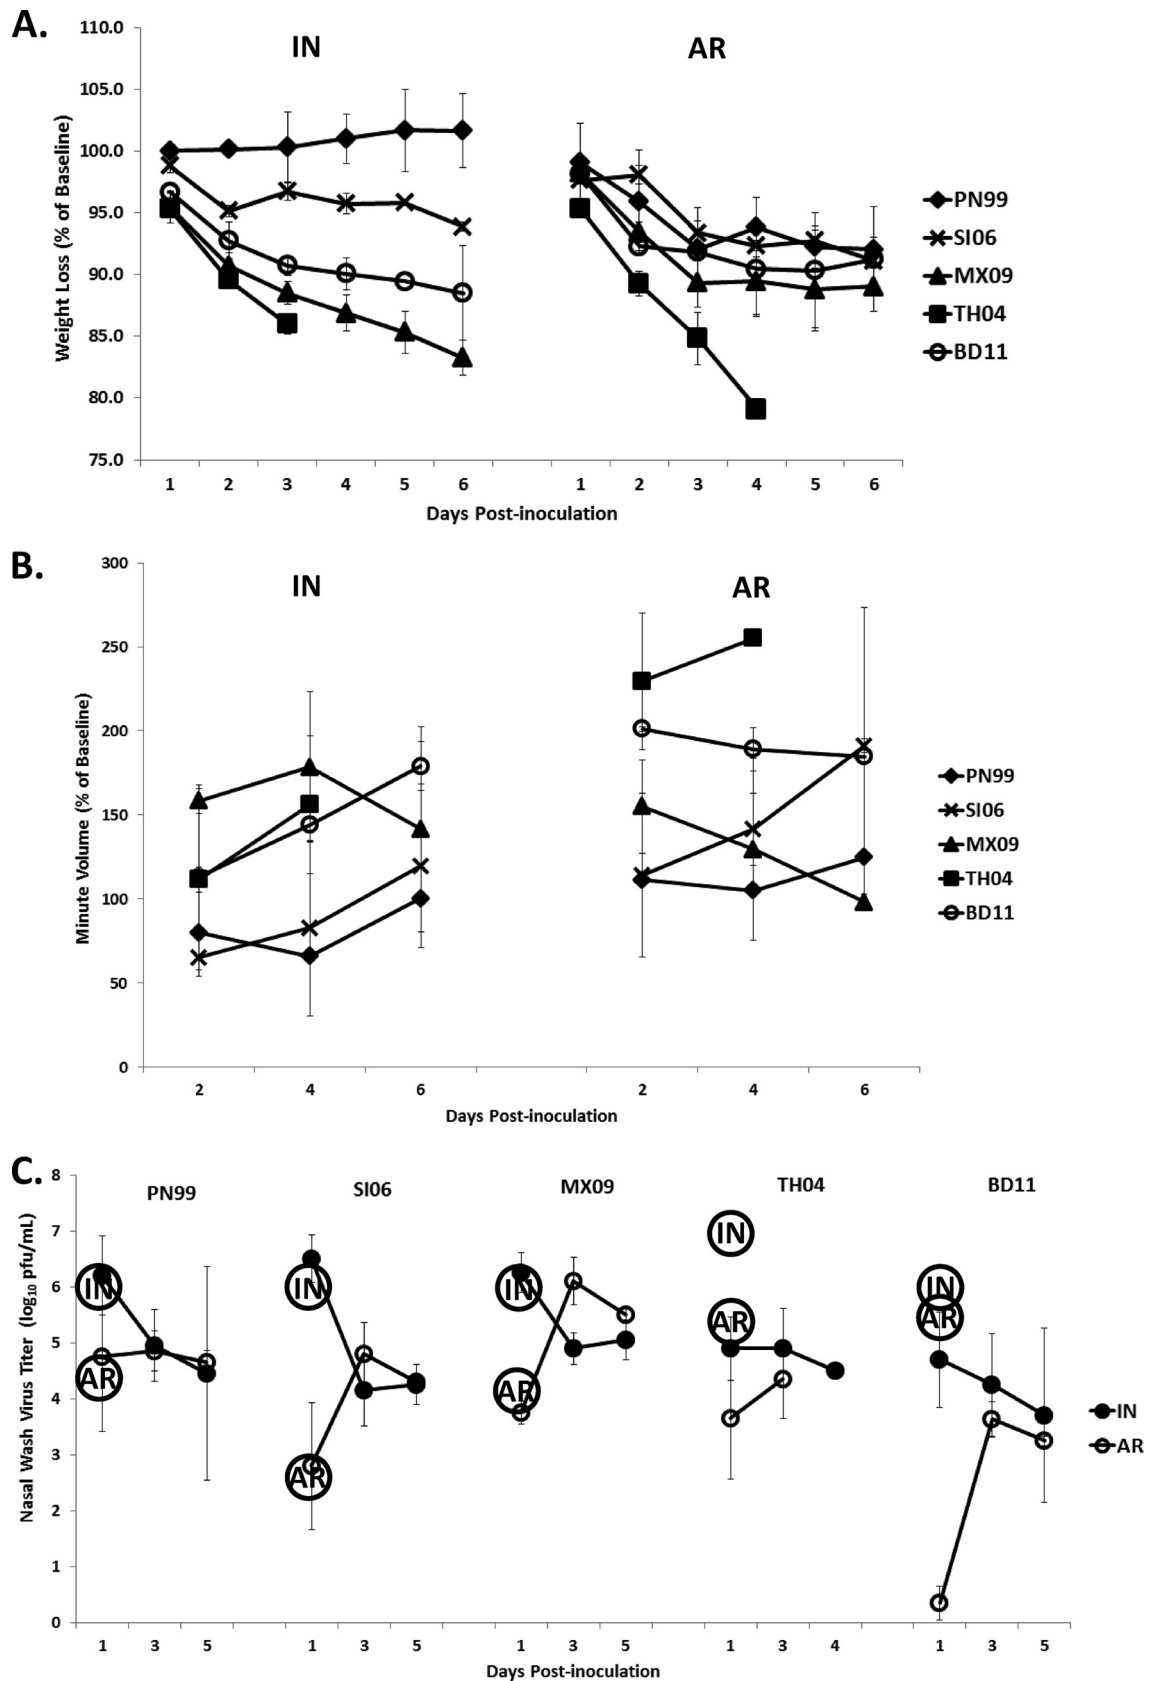 A.
IN
AR
110.0
105.0
100.0
95.0
90.0
85.0
80.0
75.0
Weight Loss (% of Baseline)
1 2 3 4 5 6 1 2 3 4 5 6
Days Post-inoculation
PN99
SI06
MX09
TH04
BD11
B.
IN
AR
300
250
200
150
100
50
0
Minute Volume (% of Baseline)
2 4 6 2 4 6
Days Post-inoculation
PN99
SI06
MX09
TH04
BD11
C.
PN99
SI06
MX09
TH04
BD11
8
7
6
5
4
3
2
1
0
Nasal Wash Virus Titer (log10 pfu/mL)
IN
AR
IN
AR
IN
AR
IN
AR
IN
AR
1 3 5 1 3 5 1 3 5 1 3 4 1 3 5
Days Post-inoculation
IN
AR